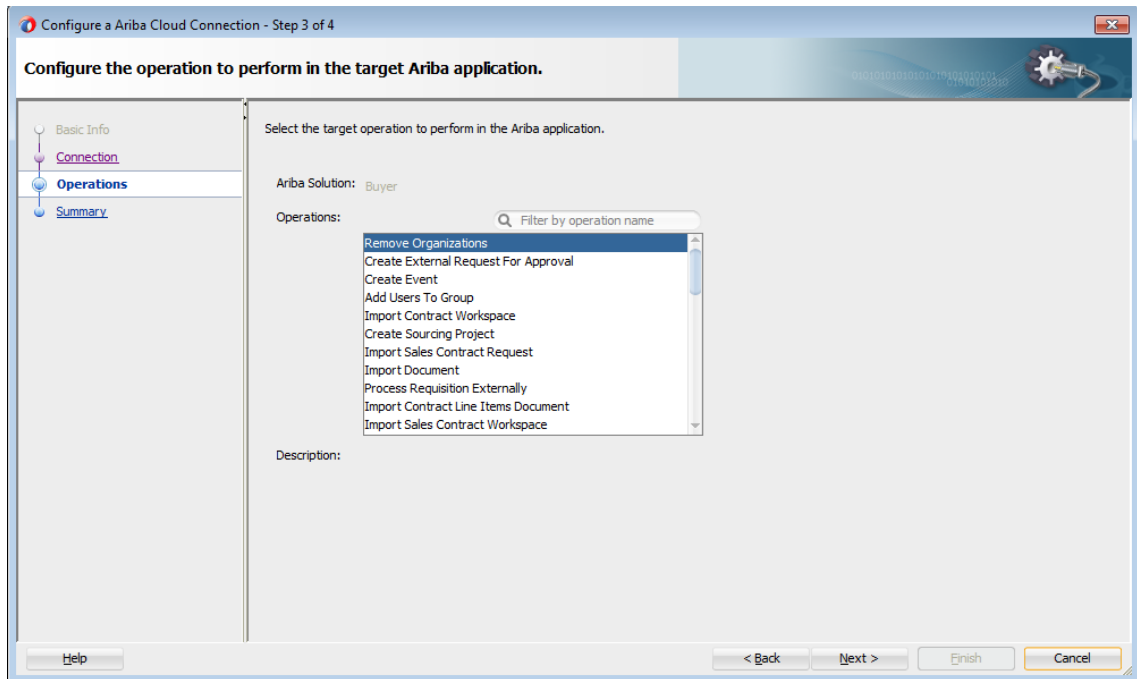 Configure a Ariba Cloud Connection - Step 3 of 4
Configure the operation to perform in the target Ariba application.
Basic Info
Connection
Operations
Summary
Select the target operation to perform in the Ariba application.
Ariba Solution: Buyer
Operations:
Filter by operation name
Remove Organizations
Create External Request For Approval
Create Event
Add Users To Group
Import Contract Workspace
Create Sourcing Project
Import Sales Contract Request
Import Document
Process Requisition Externally
Import Contract Line Items Document
Import Sales Contract Workspace
Description:
Help
< Back
Next >
Finish
Cancel